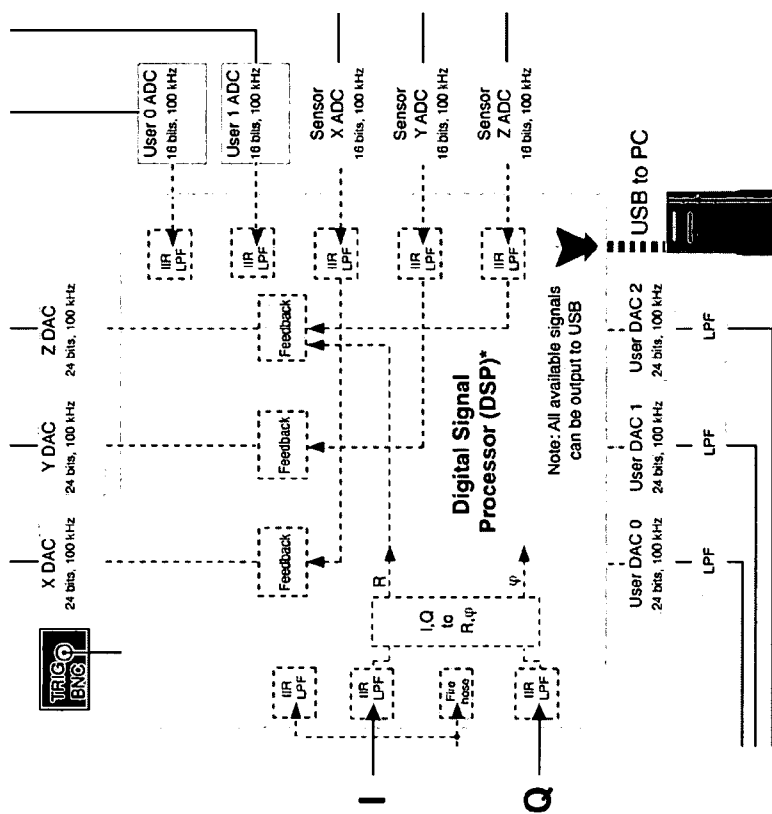 TRIG
BNC
X DAC
24 bits, 100 kHz
Y DAC
24 bits, 100 kHz
Z DAC
24 bits, 100 kHz
User 0 ADC
16 bits, 100 kHz
User 1 ADC
16 bits, 100 kHz
Sensor
X ADC
16 bits, 100 kHz
Sensor
Y ADC
16 bits, 100 kHz
Sensor
Z ADC
16 bits, 100 kHz
IIR
LPF
IIR
LPF
IIR
LPF
IIR
LPF
IIR
LPF
Feedback
Feedback
Feedback
IIR
LPF
IIR
LPF
Fire
hose
IIR
LPF
I
Q
I,Q
to
R,φ
R
φ
Digital Signal
Processor (DSP)*
Note: All available signals
can be output to USB
USB to PC
User DAC 0
24 bits, 100 kHz
LPF
User DAC 1
24 bits, 100 kHz
LPF
User DAC 2
24 bits, 100 kHz
LPF